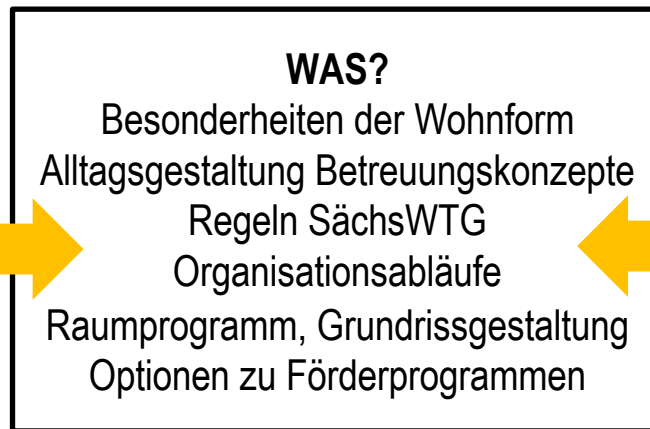 WAS?
Besonderheiten der Wohnform
Alltagsgestaltung Betreuungskonzepte
Regeln SächsWTG
Organisationsabläufe
Raumprogramm, Grundrissgestaltung
Optionen zu Förderprogrammen